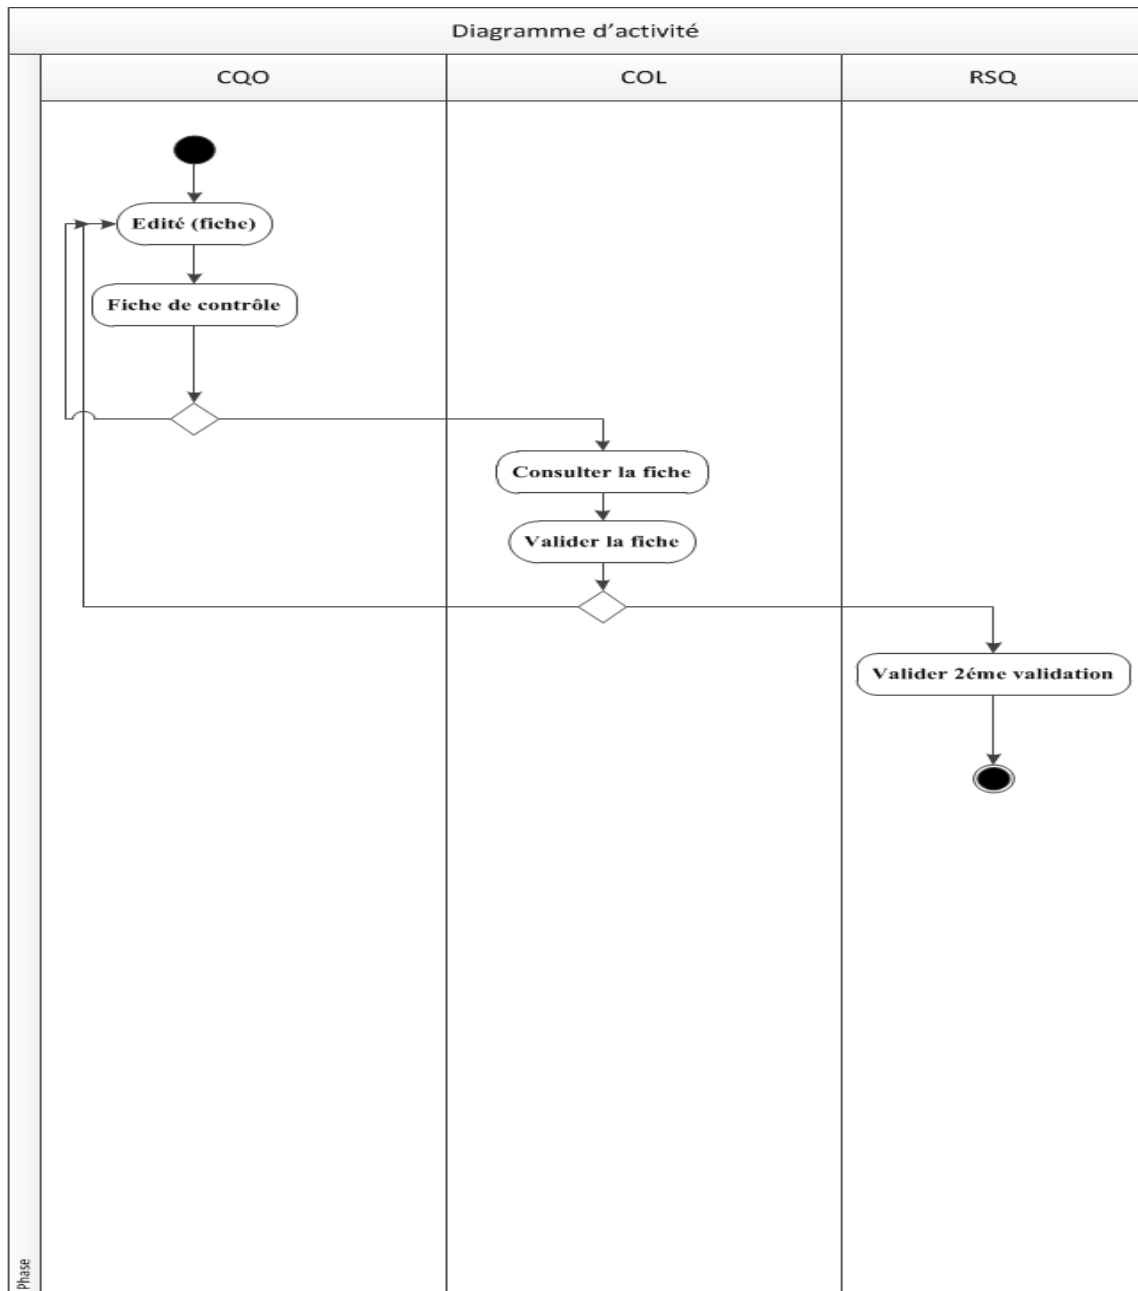 Diagramme d'activité
CQO
COL
RSQ
Edité (fiche)
Fiche de contrôle
Consulter la fiche
Valider la fiche
Valider 2éme validation
Phase